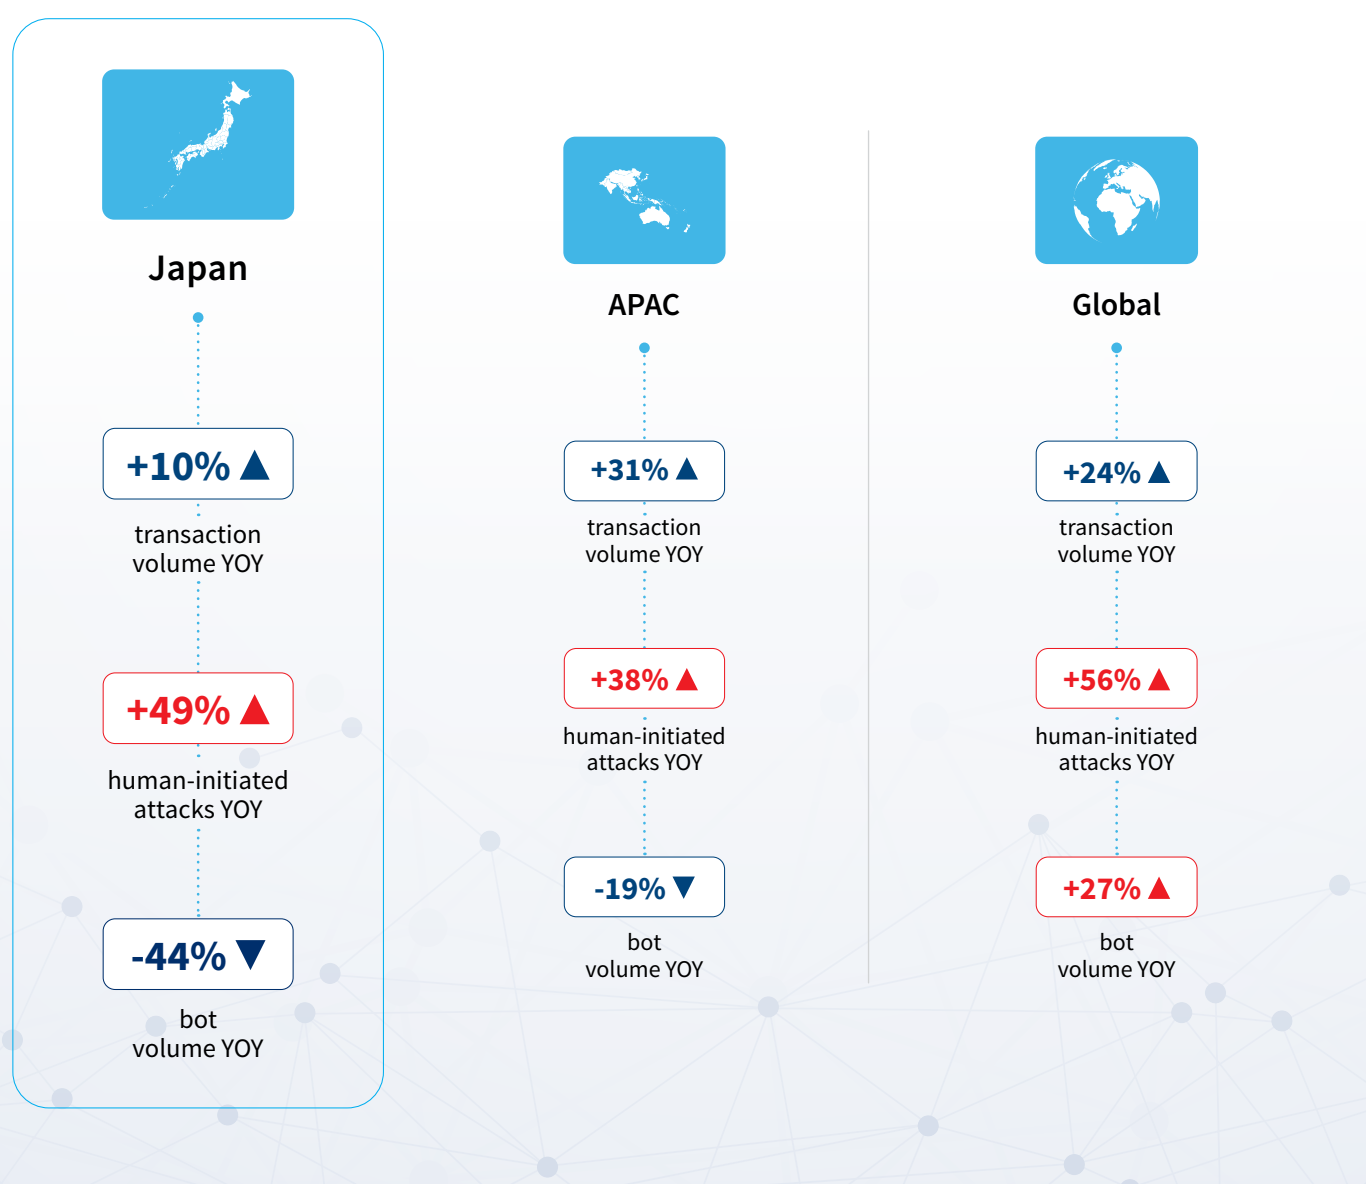 Japan
+10% ▲
transaction
volume YOY
+49% ▲
human-initiated
attacks YOY
-44% ▼
bot
volume YOY
APAC
+31% ▲
transaction
volume YOY
+38% ▲
human-initiated
attacks YOY
-19% ▼
bot
volume YOY
Global
+24% ▲
transaction
volume YOY
+56% ▲
human-initiated
attacks YOY
+27% ▲
bot
volume YOY